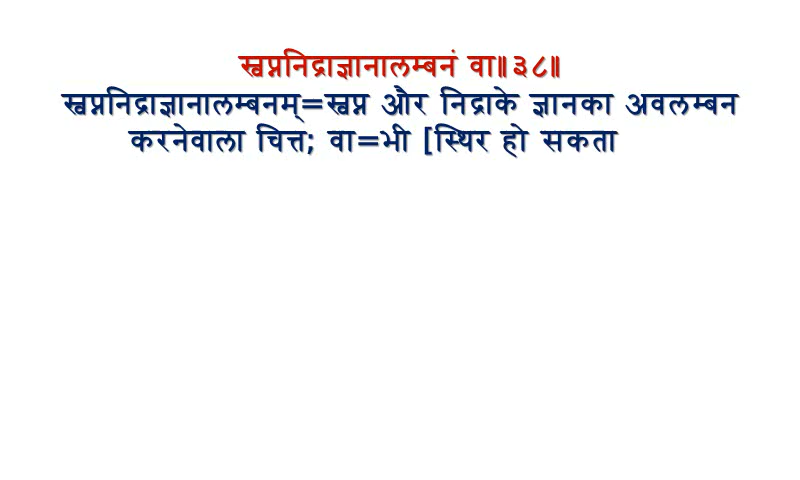 स्वप्ननिद्राज्ञानालम्बनं वा॥३८॥
स्वप्ननिद्राज्ञानालम्बनम्=स्वप्न और निद्राके ज्ञानका अवलम्बन
करनेवाला चित्त; वा=भी [स्थिर हो सकता